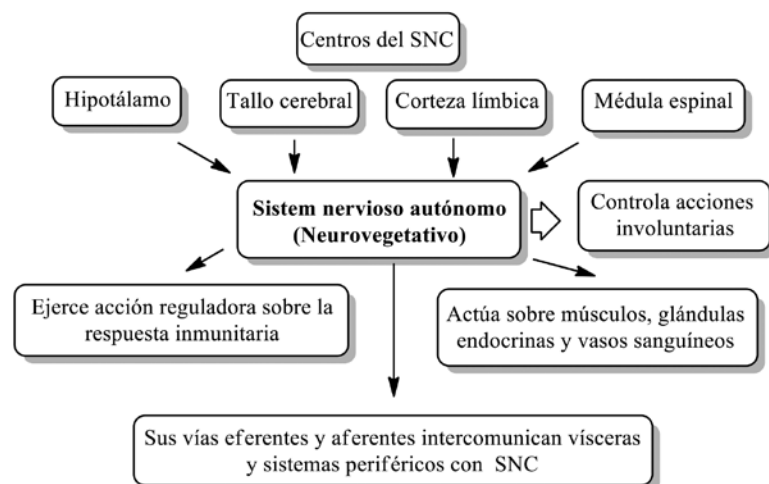 Centros del SNC
Hipotálamo
Tallo cerebral
Corteza límbica
Médula espinal
Sistem nervioso autónomo
(Neurovegetativo)
Controla acciones
involuntarias
Ejerce acción reguladora sobre la
respuesta inmunitaria
Actúa sobre músculos, glándulas
endocrinas y vasos sanguíneos
Sus vías eferentes y aferentes intercomunican vísceras
y sistemas periféricos con SNC